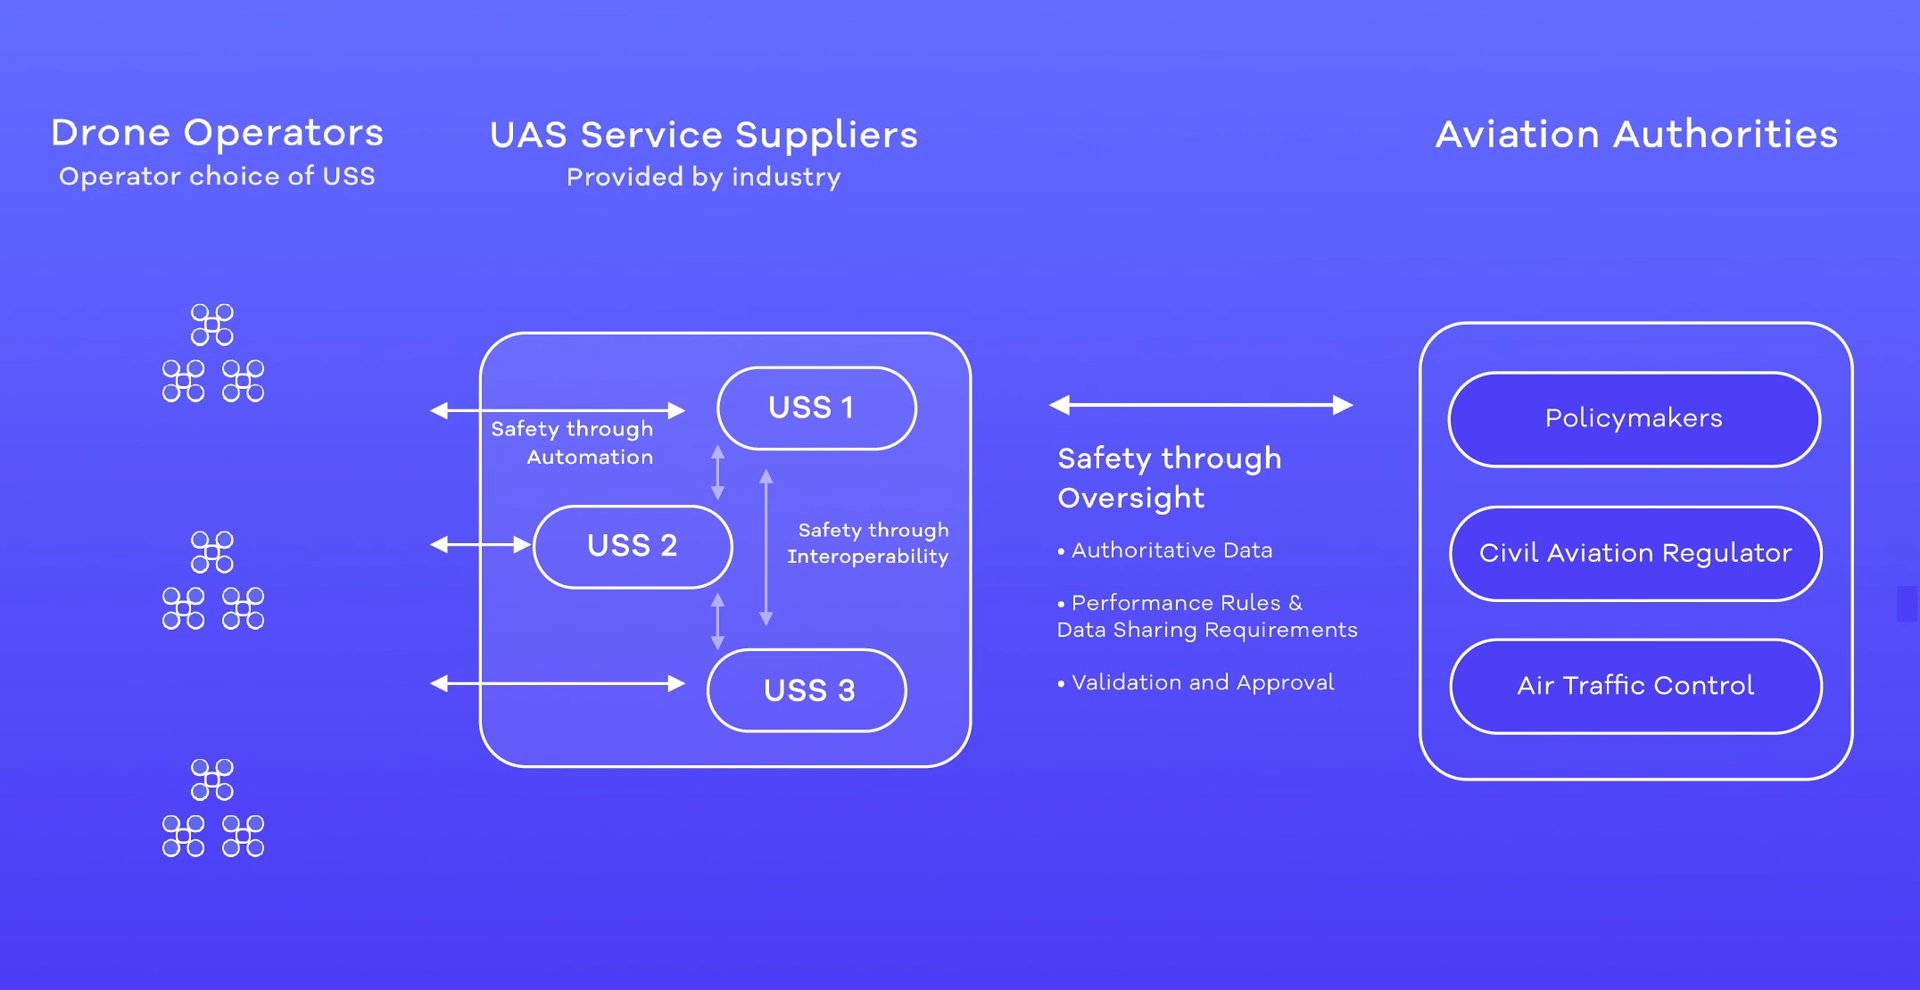 Drone Operators
Operator choice of USS
UAS Service Suppliers
Provided by industry
Aviation Authorities
USS 1
Safety through
Automation
USS 2
Safety through
Interoperability
USS 3
Safety through
Oversight
• Authoritative Data
• Performance Rules &
Data Sharing Requirements
• Validation and Approval
Policymakers
Civil Aviation Regulator
Air Traffic Control